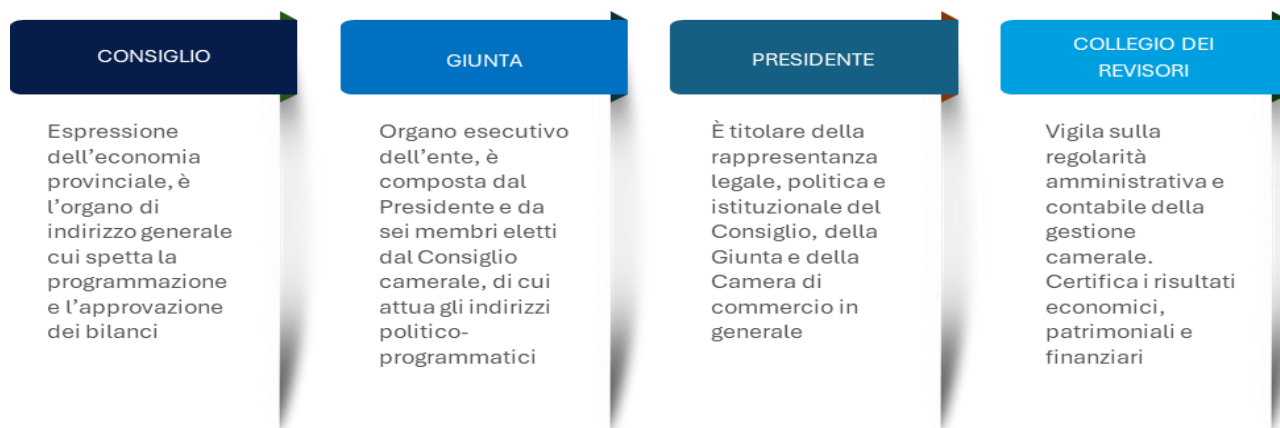 CONSIGLIO
Espressione
dell’economia
provinciale, è
l’organo di
indirizzo generale
cui spetta la
programmazione
e l’approvazione
dei bilanci
GIUNTA
Organo esecutivo
dell’ente, è
composta dal
Presidente e da
sei membri eletti
dal Consiglio
camerale, di cui
attua gli indirizzi
politico-
programmatici
PRESIDENTE
È titolare della
rappresentanza
legale, politica e
istituzionale del
Consiglio, della
Giunta e della
Camera di
commercio in
generale
COLLEGIO DEI
REVISORI
Vigila sulla
regolarità
amministrativa e
contabile della
gestione
camerale.
Certifica i risultati
economici,
patrimoniali e
finanziari